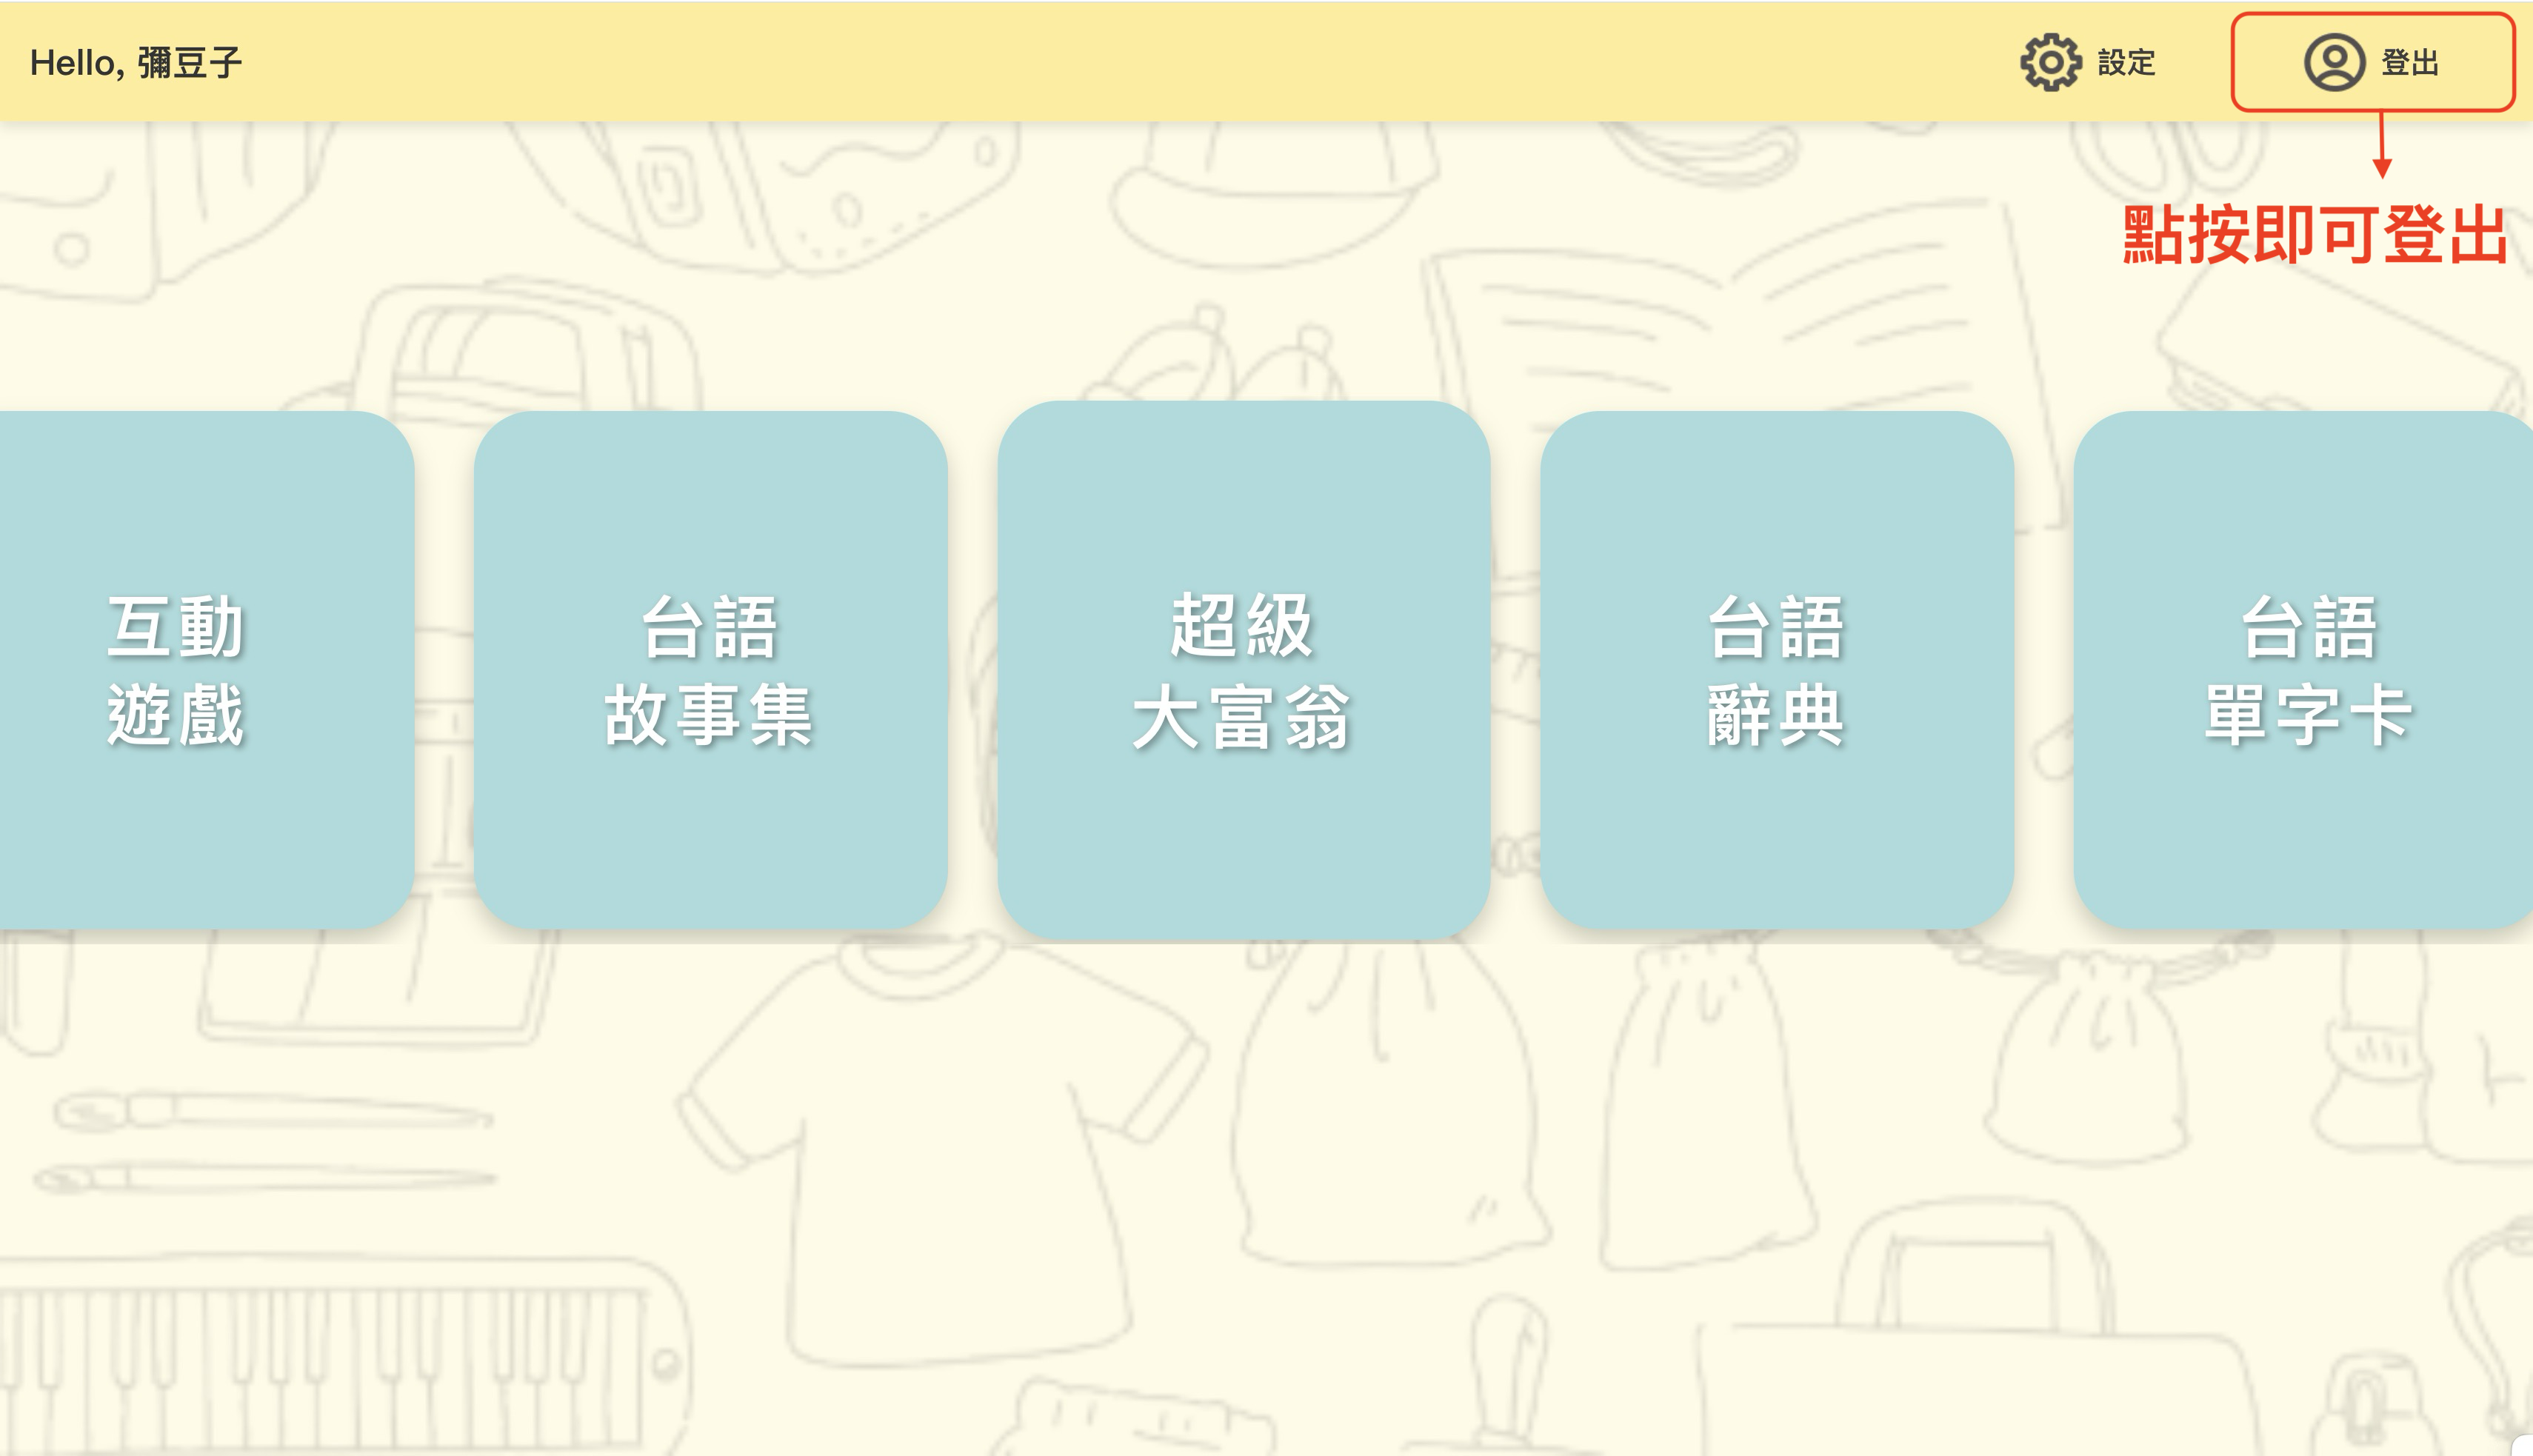 Hello, 彌豆子
設定
登出
點按即可登出
互動
遊戲
台語
故事集
超級
大富翁
台語
辭典
台語
單字卡